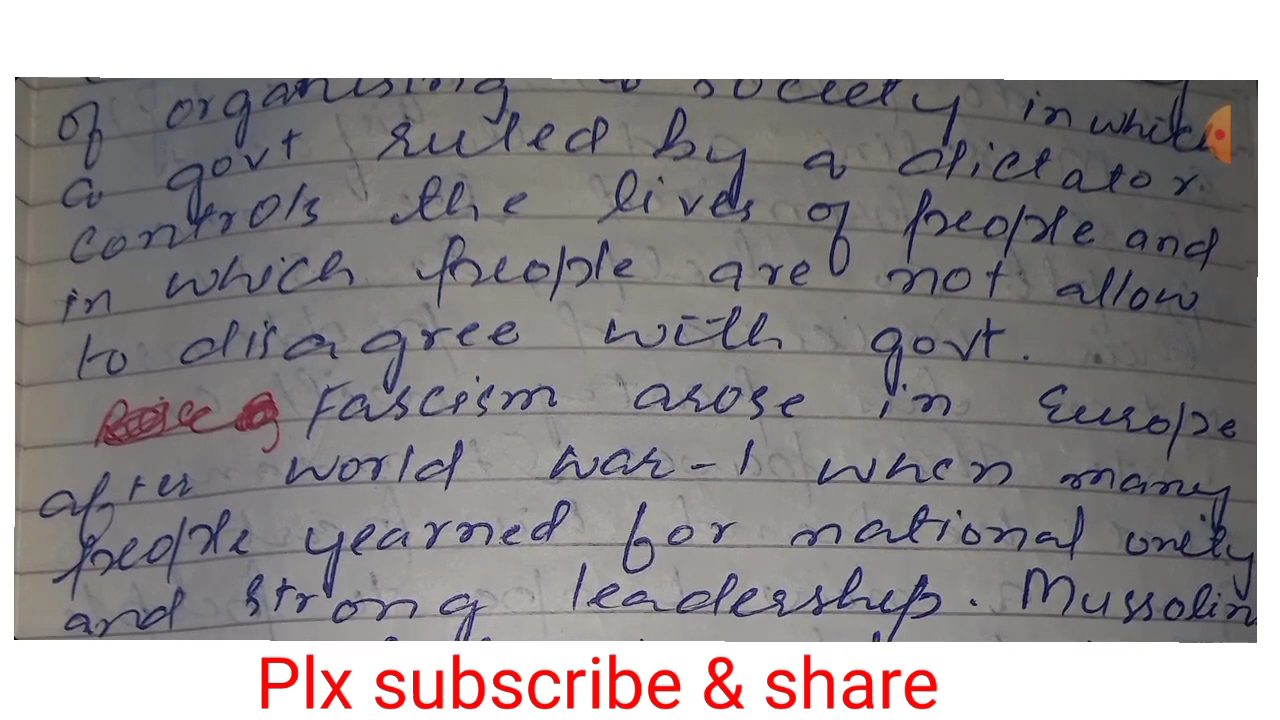 of organising a society in which
a govt ruled by a dictator
controls the lives of people and
in which people are not allow
to disagree with govt.
Fascism arose in Europe
after world war-1 when many
people yearned for national unity
and strong leadership. Mussolin
Plx subscribe & share